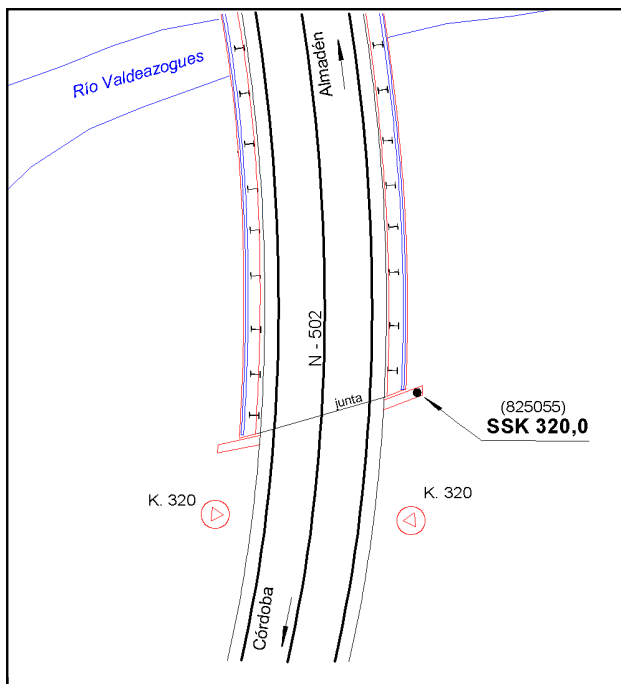 Río Valdeazogues
Almadén
N - 502
junta
(825055)
SSK 320,0
K. 320
K. 320
Córdoba